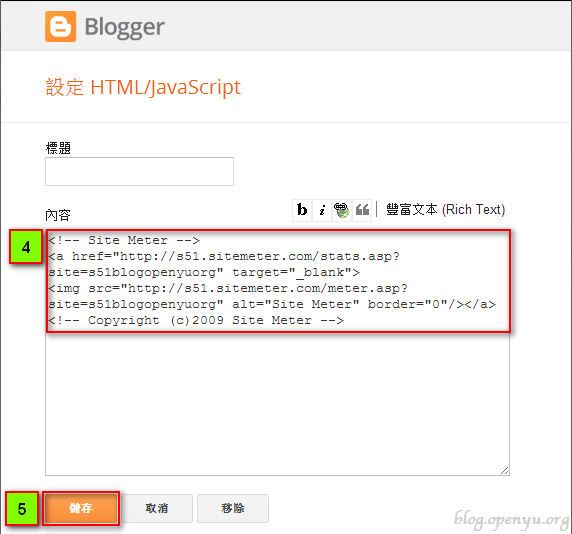 Blogger
設定 HTML/JavaScript
標題
內容
b i 豐富文本 (Rich Text)
4
<!-- Site Meter -->
<a href="http://s51.sitemeter.com/stats.asp?
site=s51blogopenyuorg" target="_blank">
<img src="http://s51.sitemeter.com/meter.asp?
site=s51blogopenyuorg" alt="Site Meter" border="0"/></a>
<!-- Copyright (c)2009 Site Meter -->
5 儲存 取消 移除
blog.openyu.org